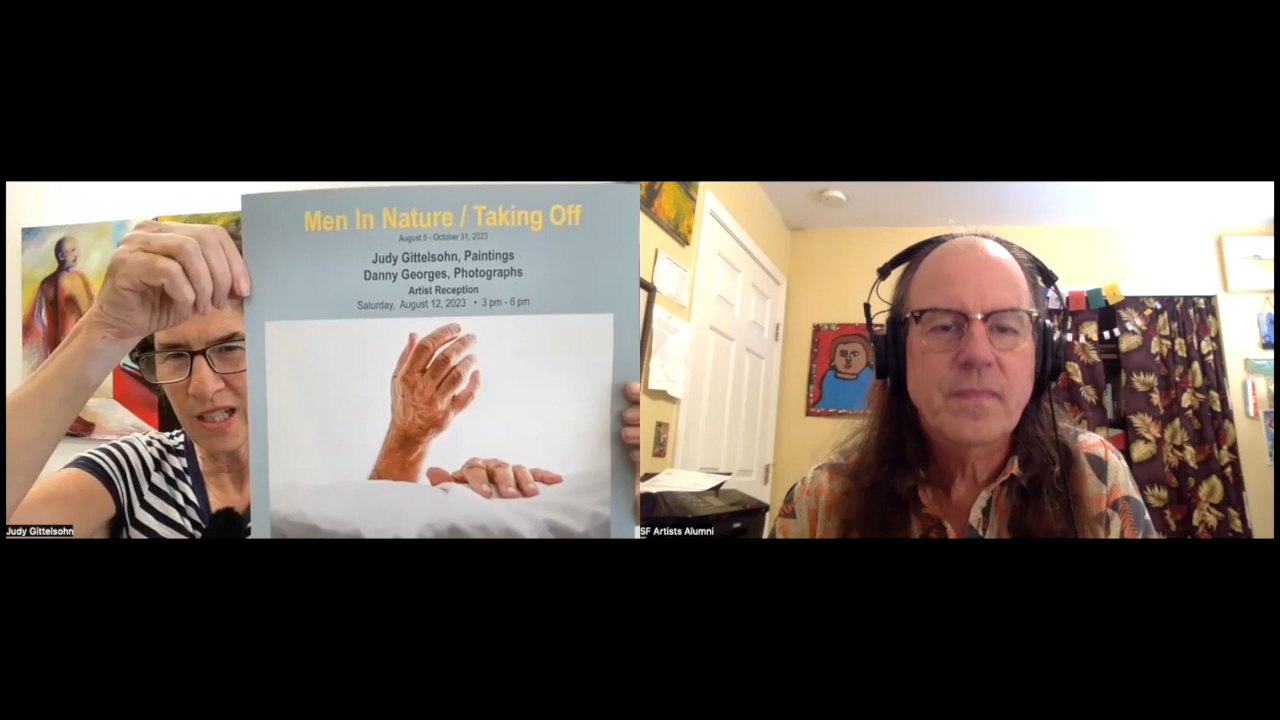 Men In Nature / Taking Off
August 5 - October 31, 2023
Judy Gittelsohn, Paintings
Danny Georges, Photographs
Artist Reception
Saturday, August 12, 2023 • 3 pm - 6 pm
Judy Gittelsohn
SF Artists Alumni